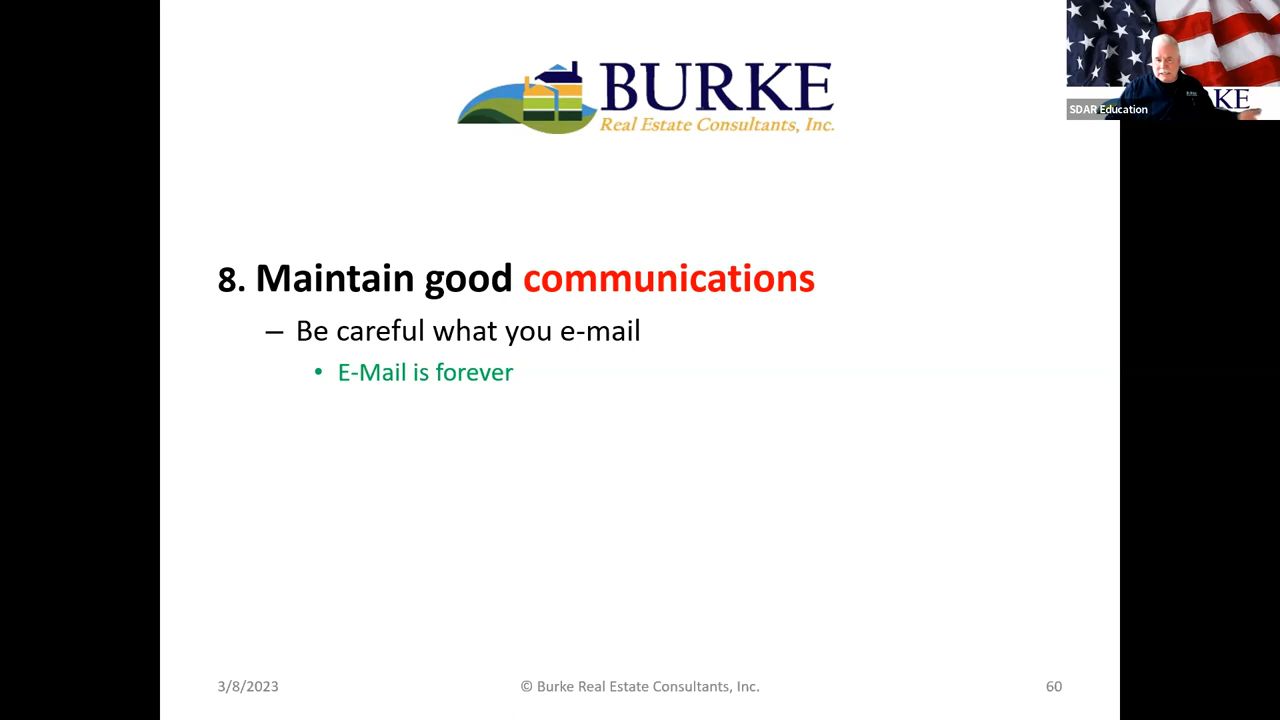 BURKE
Real Estate Consultants, Inc.
SDAR Education
KE
8. Maintain good communications
– Be careful what you e-mail
• E-Mail is forever
3/8/2023
© Burke Real Estate Consultants, Inc.
60